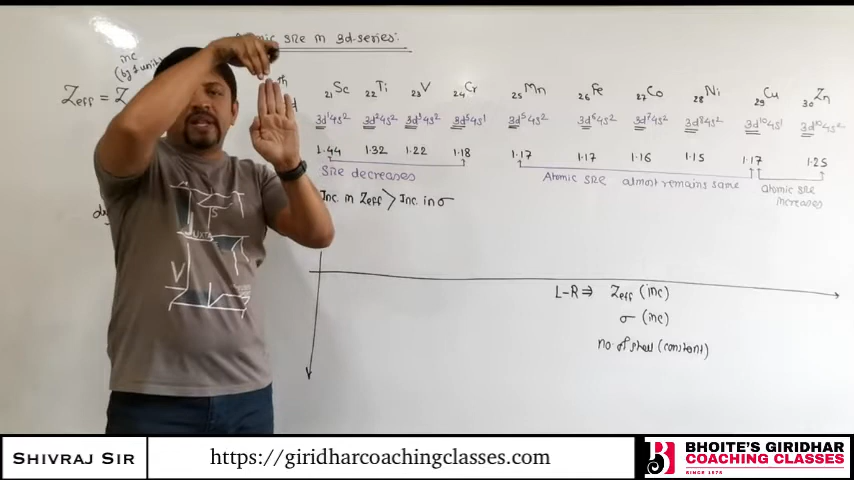 Atomic size in 3d-series:
inc
(by 1 unit)
Zeff = Z
th
21Sc 22Ti 23V 24Cr 25Mn 26Fe 27Co 28Ni 29Cu 30Zn
3d¹4s² 3d²4s² 3d³4s² 3d⁵4s¹ 3d⁵4s² 3d⁶4s² 3d⁷4s² 3d⁸4s² 3d¹⁰4s¹ 3d¹⁰4s²
1.44 1.32 1.22 1.18 1.17 1.17 1.16 1.15 1.17 1.25
Size decreases Atomic size almost remains same Atomic size
increases
Inc. in Zeff > Inc. in σ
L-R ⇒ Zeff (inc)
σ (inc)
no. of shell (constant)
SHIVRAJ SIR
https://giridharcoachingclasses.com
BHOITE'S GIRIDHAR
COACHING CLASSES
SINCE 1975